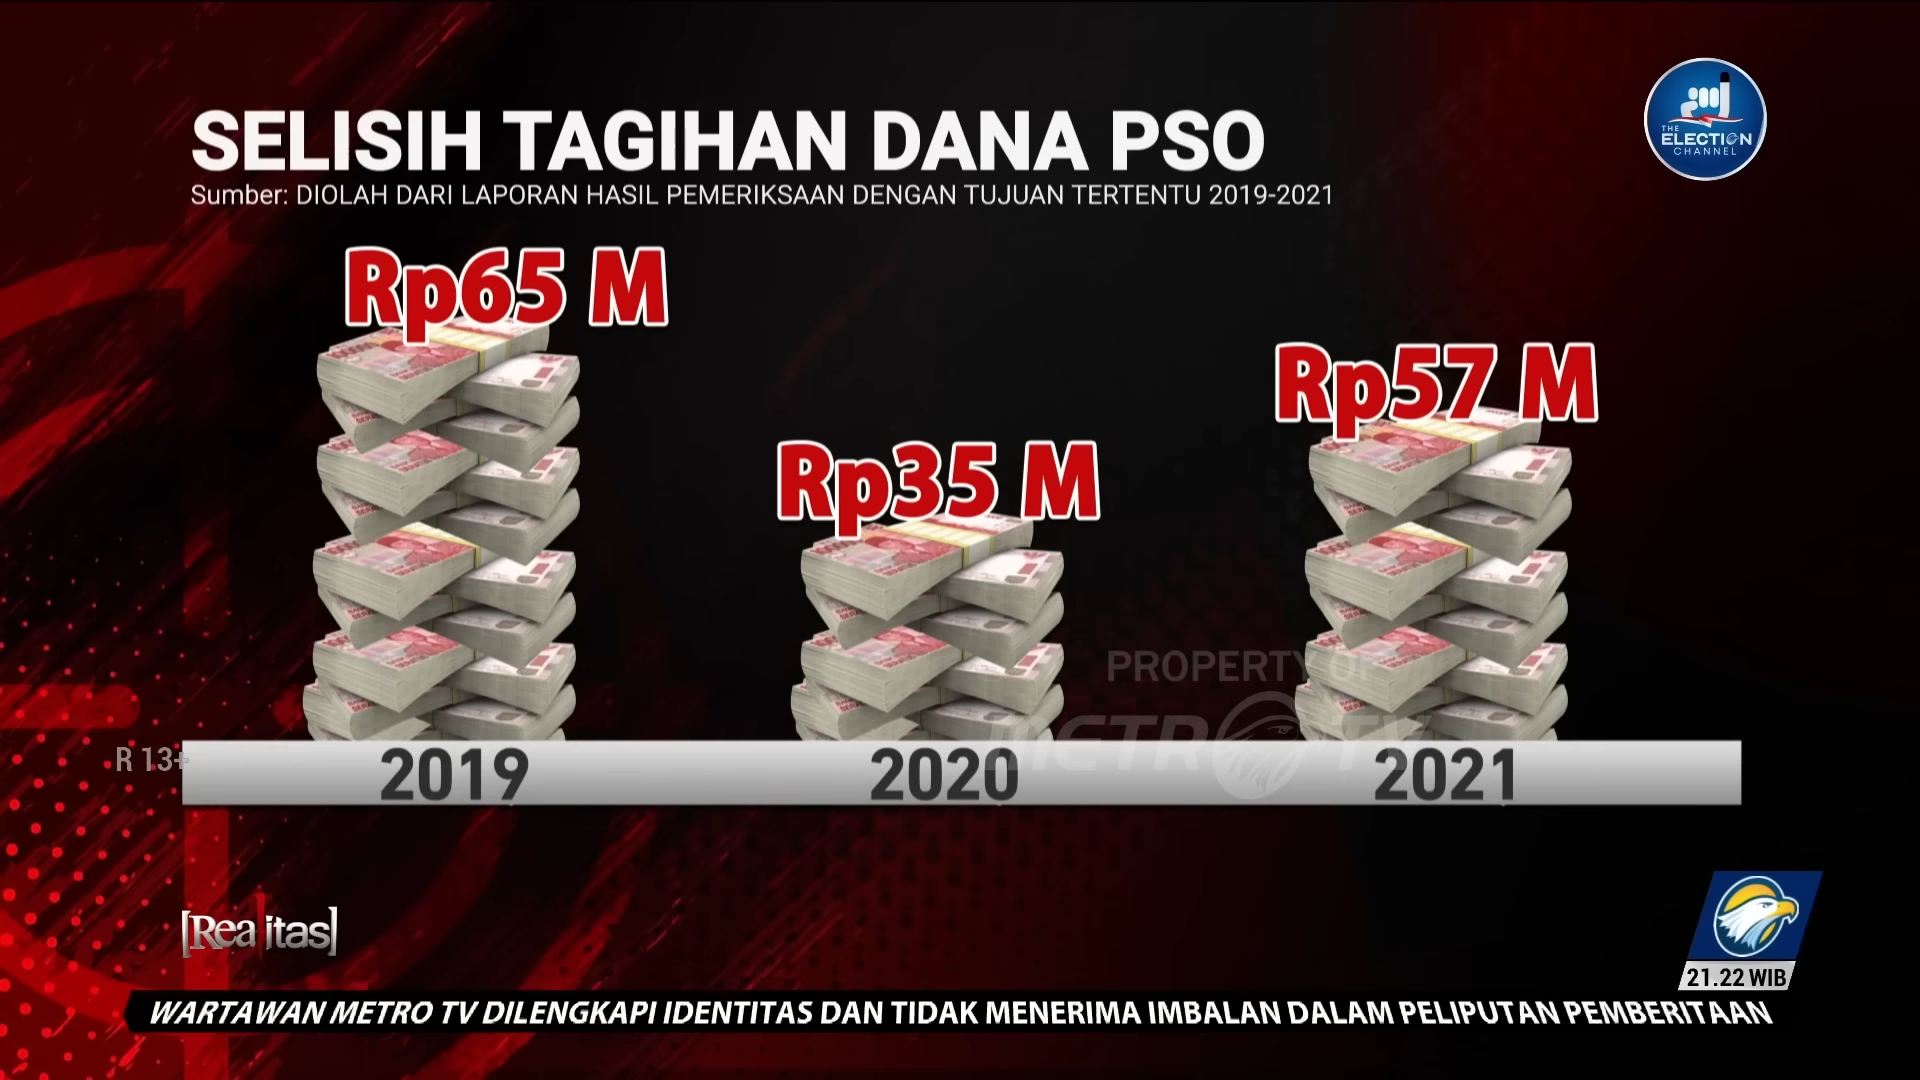 SELISIH TAGIHAN DANA PSO
Sumber: DIOLAH DARI LAPORAN HASIL PEMERIKSAAN DENGAN TUJUAN TERTENTU 2019-2021
THE
ELECTION
CHANNEL
Rp65 M
Rp35 M
Rp57 M
PROPERTY OF
METRO TV
R 13+
2019
2020
2021
[Realitas]
21.22 WIB
WARTAWAN METRO TV DILENGKAPI IDENTITAS DAN TIDAK MENERIMA IMBALAN DALAM PELIPUTAN PEMBERITAAN